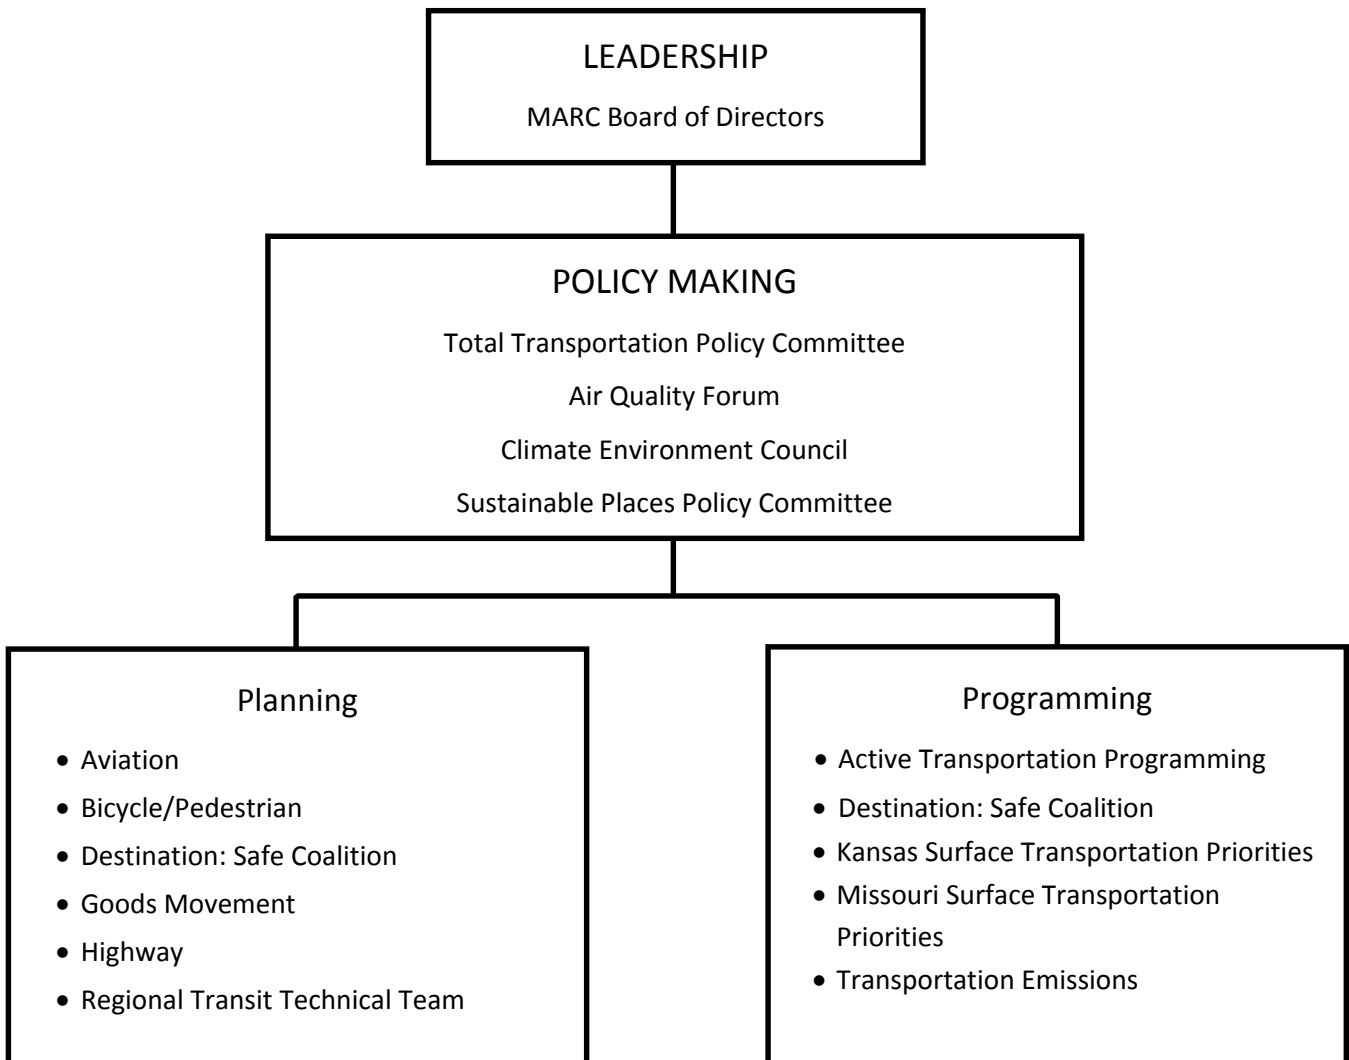 LEADERSHIP
MARC Board of Directors
POLICY MAKING
Total Transportation Policy Committee
Air Quality Forum
Climate Environment Council
Sustainable Places Policy Committee
Planning
• Aviation
• Bicycle/Pedestrian
• Destination: Safe Coalition
• Goods Movement
• Highway
• Regional Transit Technical Team
Programming
• Active Transportation Programming
• Destination: Safe Coalition
• Kansas Surface Transportation Priorities
• Missouri Surface Transportation
Priorities
• Transportation Emissions